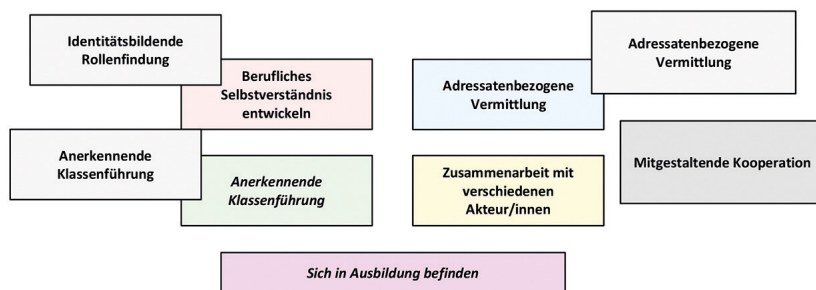 Identitätsbildende
Rollenfindung
Berufliches
Selbstverständnis
entwickeln
Adressatenbezogene
Vermittlung
Adressatenbezogene
Vermittlung
Anerkennende
Klassenführung
Anerkennende
Klassenführung
Zusammenarbeit mit
verschiedenen
Akteur/innen
Mitgestaltende Kooperation
Sich in Ausbildung befinden